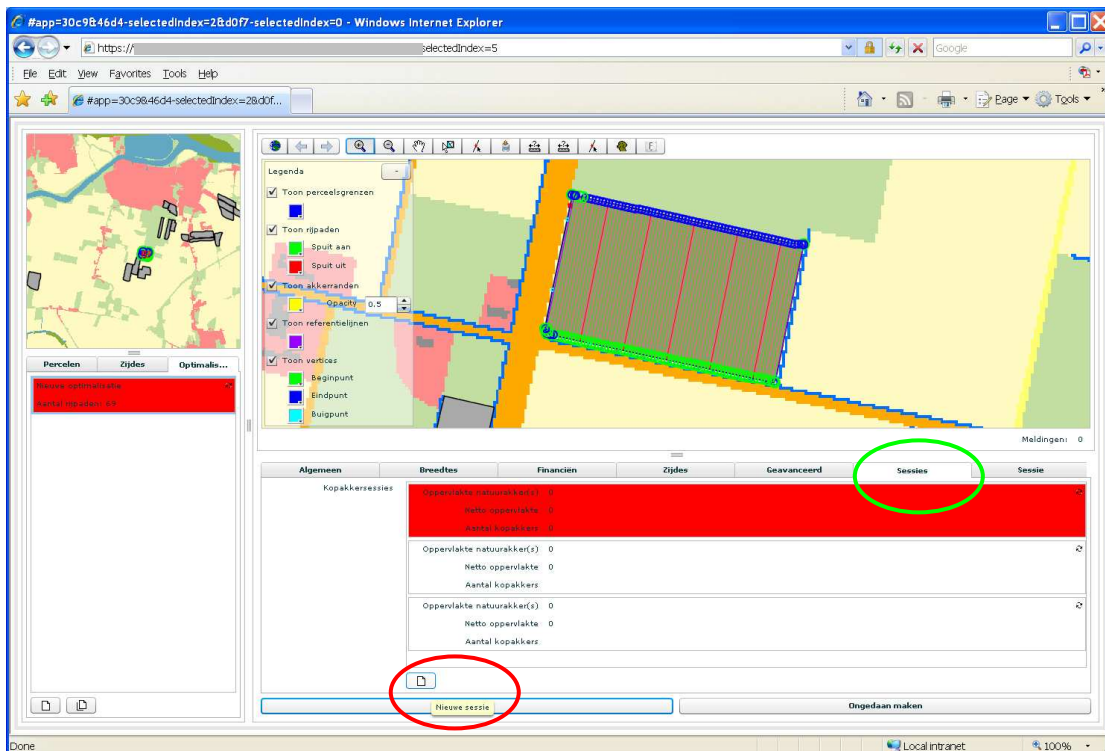 #app=30c9&46d4-selectedIndex=2&d0f7-selectedIndex=0 - Windows Internet Explorer
https:// selectedIndex=5
Google
File Edit View Favorites Tools Help
#app=30c9&46d4-selectedIndex=2&d0f...
Page Tools
Legenda
-
Toon perceelsgrenzen
Toon rijpaden
Spuit aan
Spuit uit
Toon akkerranden
Opacity 0.5
Toon referentielijnen
Toon vertices
Beginpunt
Eindpunt
Buigpunt
Meldingen: 0
Percelen Zijdes Optimalis...
Nieuwe optimalisatie
Aantal rijpaden: 69
Algemeen Breedtes Financiën Zijdes Geavanceerd Sessies Sessie
Kopakkersessies
Oppervlakte natuurakker(s) 0
Netto oppervlakte 0
Aantal kopakkers 0
Oppervlakte natuurakker(s) 0
Netto oppervlakte 0
Aantal kopakkers
Oppervlakte natuurakker(s) 0
Netto oppervlakte 0
Aantal kopakkers
Nieuwe sessie
Ongedaan maken
Done Local intranet 100%